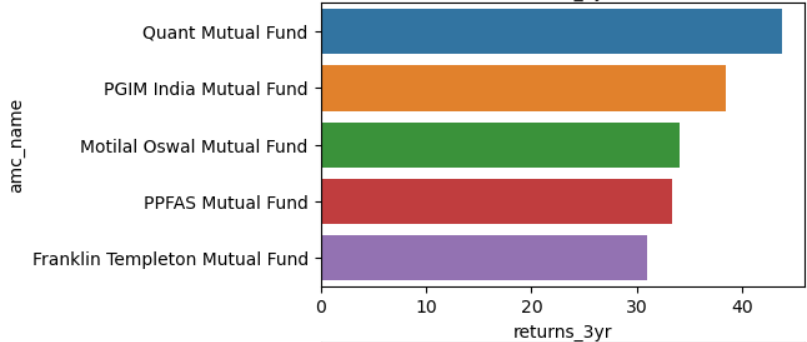 Quant Mutual Fund
PGIM India Mutual Fund
Motilal Oswal Mutual Fund
PPFAS Mutual Fund
Franklin Templeton Mutual Fund
amc_name
0 10 20 30 40
returns_3yr